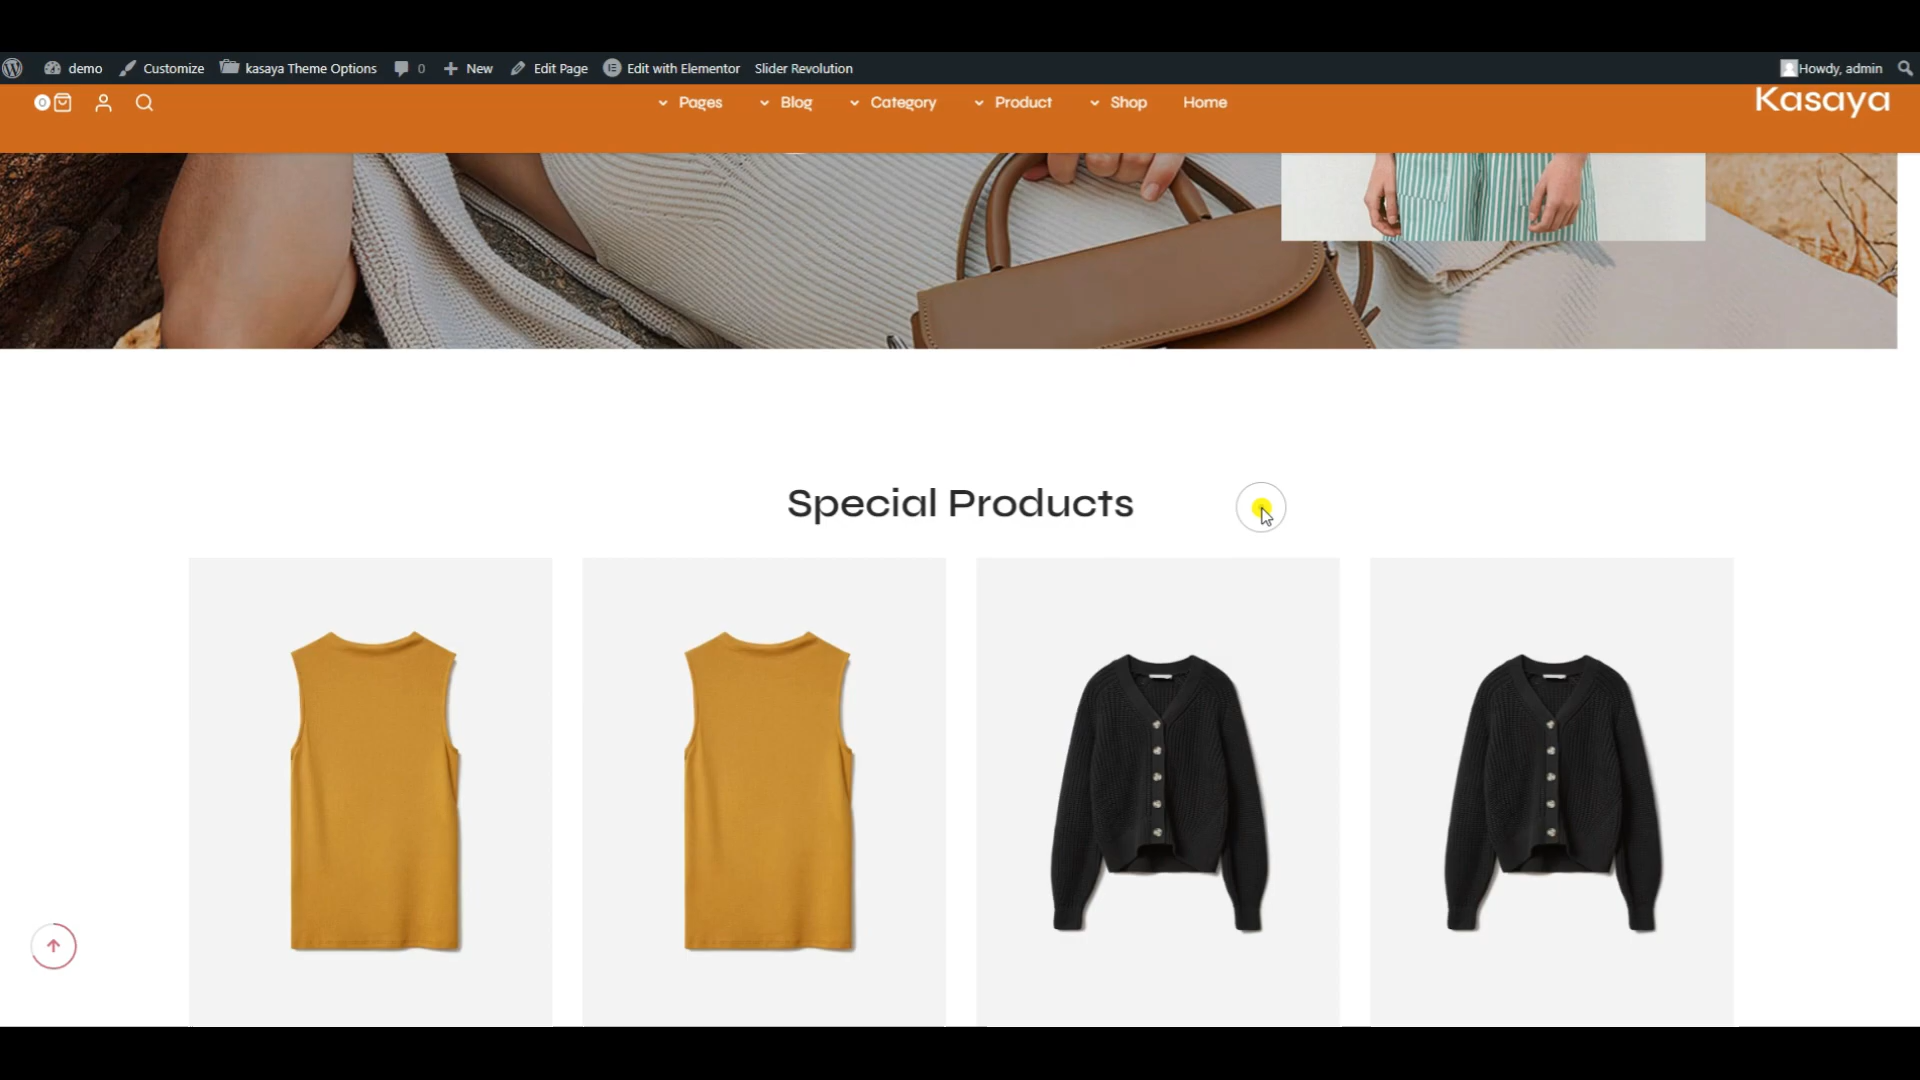 demo Customize kasaya Theme Options 0 New Edit Page Edit with Elementor Slider Revolution Howdy, admin
0 Pages Blog Category Product Shop Home Kasaya
Special Products